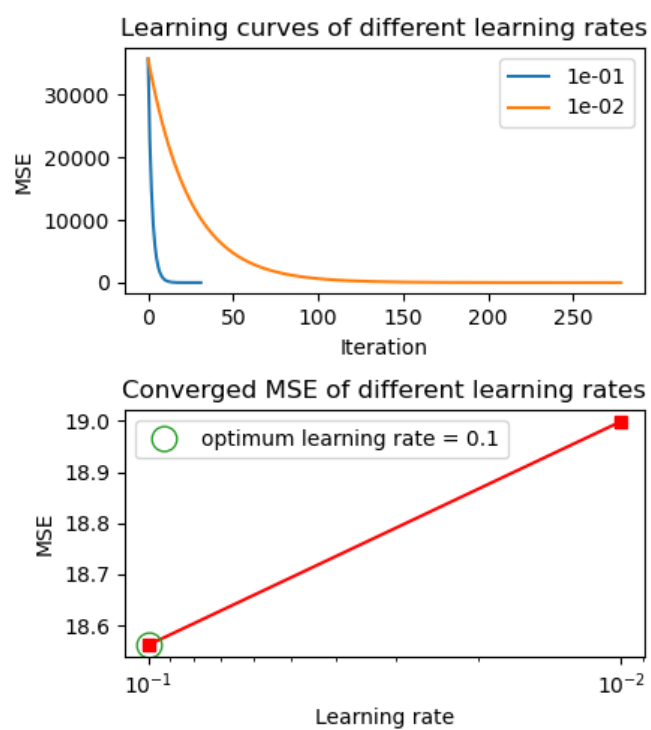 Learning curves of different learning rates
30000
20000
10000
0
MSE
1e-01
1e-02
0 50 100 150 200 250
Iteration
Converged MSE of different learning rates
19.0
18.9
18.8
18.7
18.6
MSE
optimum learning rate = 0.1
10⁻¹ 10⁻²
Learning rate